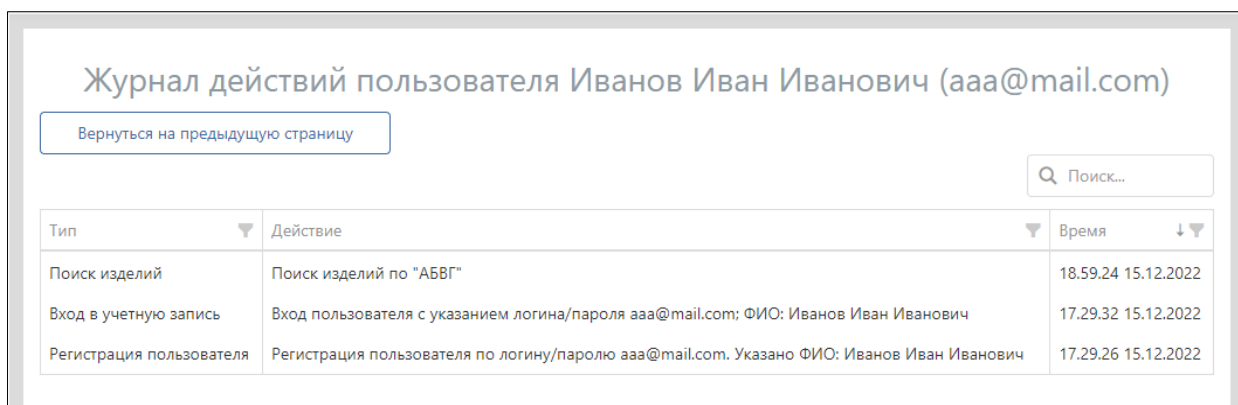 Журнал действий пользователя Иванов Иван Иванович (aaa@mail.com)
Вернуться на предыдущую страницу
Поиск...
Тип Действие Время
Поиск изделий Поиск изделий по "АБВГ" 18.59.24 15.12.2022
Вход в учетную запись Вход пользователя с указанием логина/пароля aaa@mail.com; ФИО: Иванов Иван Иванович 17.29.32 15.12.2022
Регистрация пользователя Регистрация пользователя по логину/паролю aaa@mail.com. Указано ФИО: Иванов Иван Иванович 17.29.26 15.12.2022